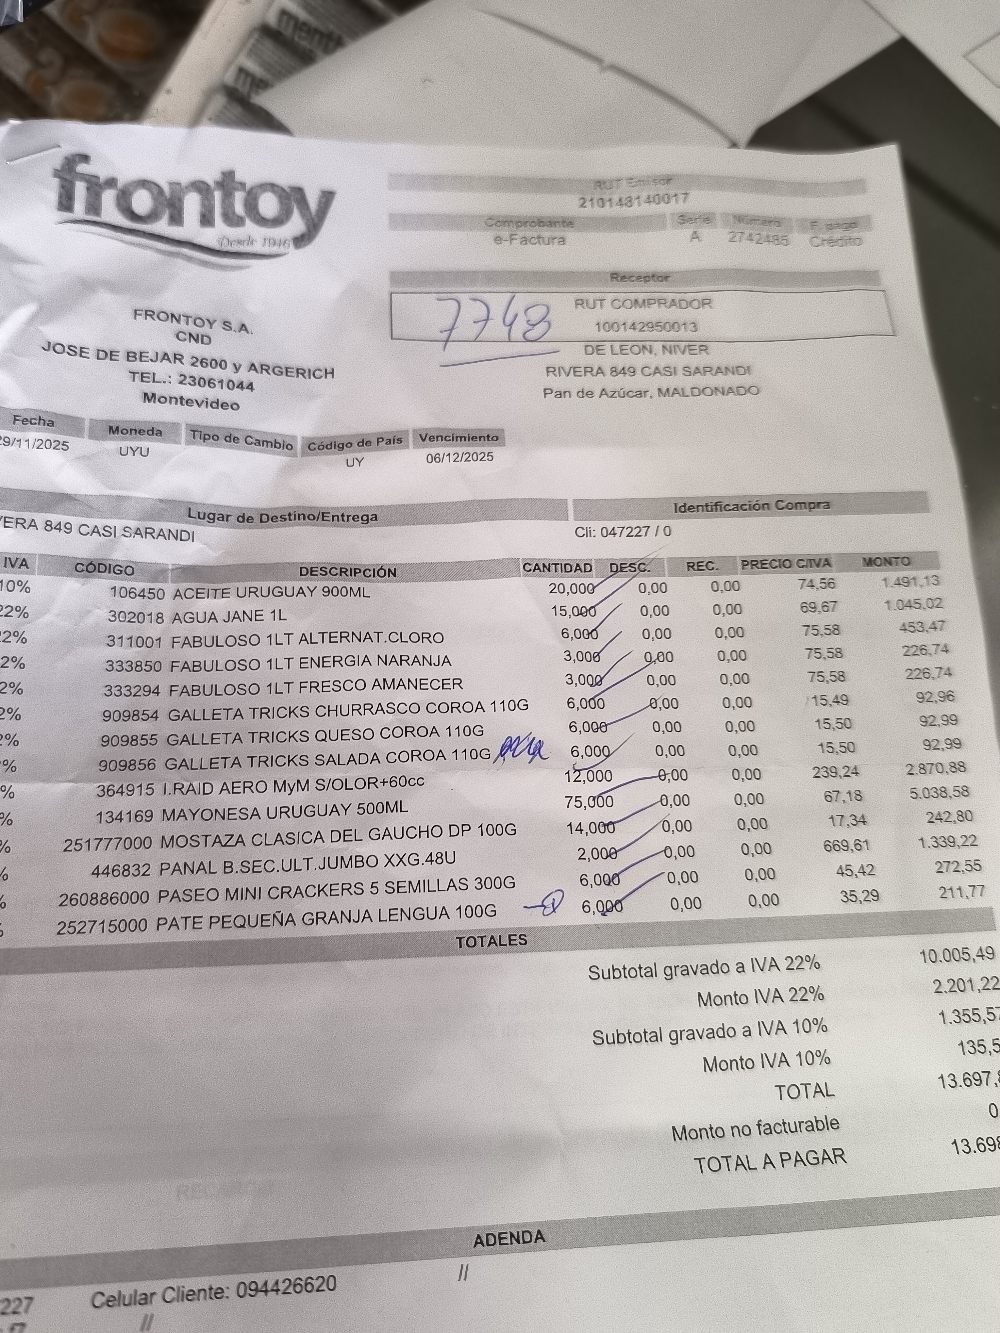 frontoy
Desde 1946
RUT Emisor
210148140017
Comprobante Serie Número F. pago
e-Factura A 2742485 Crédito
Receptor
7748
RUT COMPRADOR
100142950013
DE LEON, NIVER
RIVERA 849 CASI SARANDI
Pan de Azúcar, MALDONADO
FRONTOY S.A.
CND
JOSE DE BEJAR 2600 y ARGERICH
TEL.: 23061044
Montevideo
Fecha Moneda Tipo de Cambio Código de País Vencimiento
29/11/2025 UYU UY 06/12/2025
Lugar de Destino/Entrega Identificación Compra
VERA 849 CASI SARANDI Cli: 047227 / 0
IVA CÓDIGO DESCRIPCIÓN CANTIDAD DESC. REC. PRECIO C/IVA MONTO
10% 106450 ACEITE URUGUAY 900ML 20,000 0,00 0,00 74,56 1.491,13
22% 302018 AGUA JANE 1L 15,000 0,00 0,00 69,67 1.045,02
2% 311001 FABULOSO 1LT ALTERNAT.CLORO 6,000 0,00 0,00 75,58 453,47
2% 333850 FABULOSO 1LT ENERGIA NARANJA 3,000 0,00 0,00 75,58 226,74
2% 333294 FABULOSO 1LT FRESCO AMANECER 3,000 0,00 0,00 75,58 226,74
2% 909854 GALLETA TRICKS CHURRASCO COROA 110G 6,000 0,00 0,00 15,49 92,96
% 909855 GALLETA TRICKS QUESO COROA 110G 6,000 0,00 0,00 15,50 92,99
% 909856 GALLETA TRICKS SALADA COROA 110G 6,000 0,00 0,00 15,50 92,99
% 364915 I.RAID AERO MyM S/OLOR+60cc 12,000 0,00 0,00 239,24 2.870,88
% 134169 MAYONESA URUGUAY 500ML 75,000 0,00 0,00 67,18 5.038,58
% 251777000 MOSTAZA CLASICA DEL GAUCHO DP 100G 14,000 0,00 0,00 17,34 242,80
% 446832 PANAL B.SEC.ULT.JUMBO XXG.48U 2,000 0,00 0,00 669,61 1.339,22
% 260886000 PASEO MINI CRACKERS 5 SEMILLAS 300G 6,000 0,00 0,00 45,42 272,55
252715000 PATE PEQUEÑA GRANJA LENGUA 100G 6,000 0,00 0,00 35,29 211,77
TOTALES
Subtotal gravado a IVA 22% 10.005,49
Monto IVA 22% 2.201,22
Subtotal gravado a IVA 10% 1.355,57
Monto IVA 10% 135,5
TOTAL 13.697,8
Monto no facturable 0
TOTAL A PAGAR 13.698
ADENDA
227 Celular Cliente: 094426620 //
//